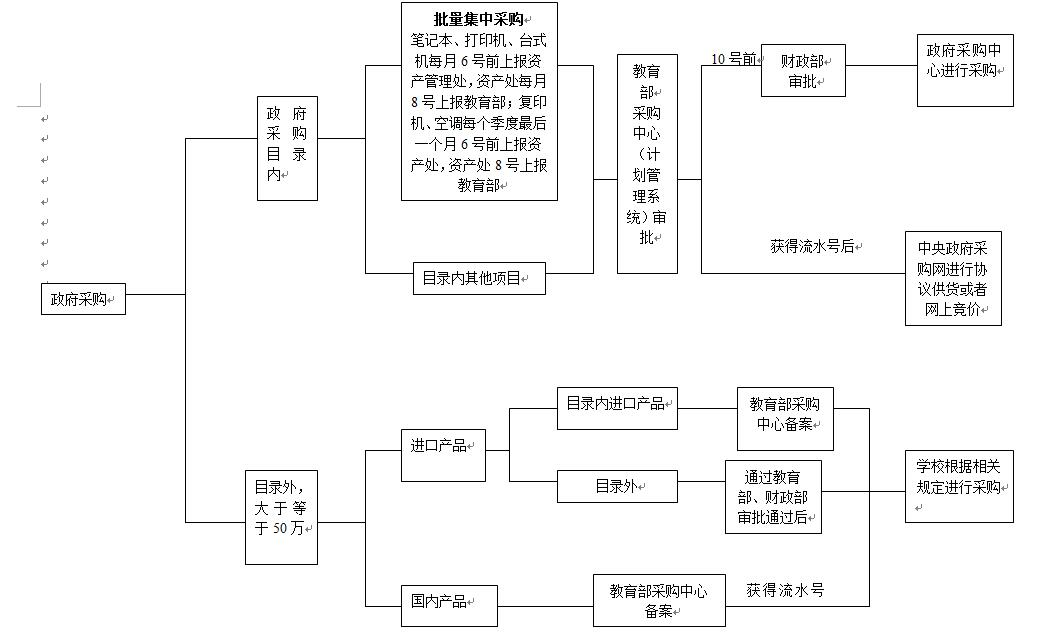 批量集中采购
笔记本、打印机、台式
机每月6号前上报资
产管理处，资产处每月
8号上报教育部；复印
机、空调每个季度最后
一个月6号前上报资
产处，资产处8号上报
教育部
政府
采购
目录
内
教育
部
采购
中心
（计
划管
理系
统）审
批
10号前
财政部
审批
政府采购中
心进行采购
获得流水号后
中央政府采
购网进行协
议供货或者
网上竞价
目录内其他项目
政府采购
目录外，
大于等
于50万
进口产品
目录内进口产品
教育部采购
中心备案
目录外
通过教育
部、财政部
审批通过后
学校根据相关
规定进行采购
国内产品
教育部采购中心
备案
获得流水号